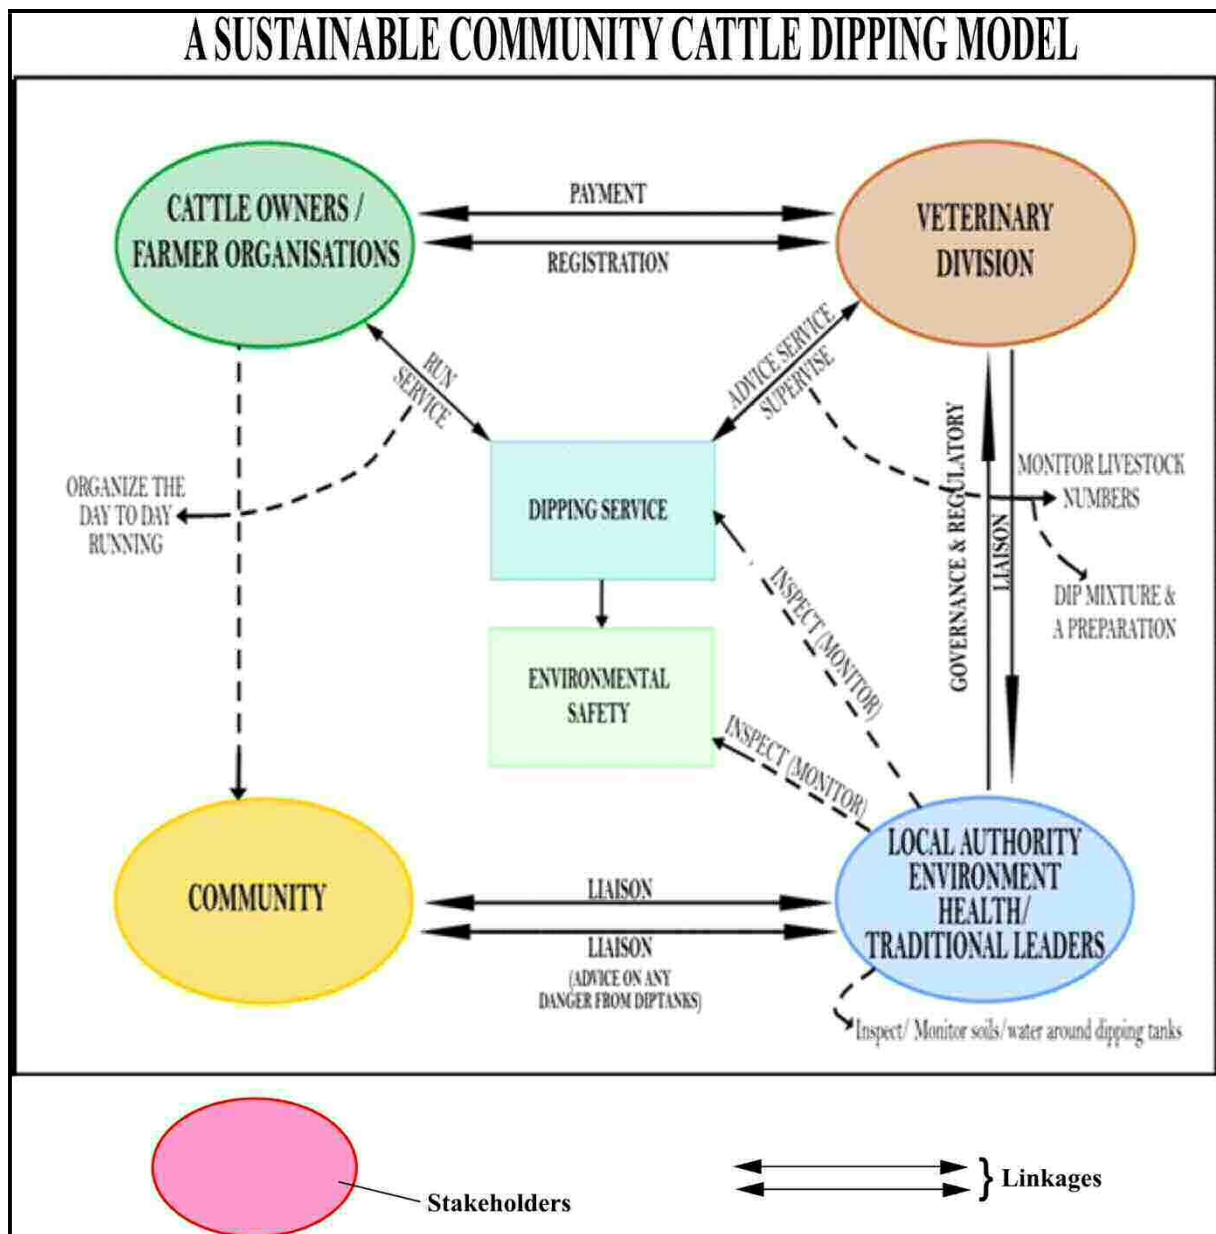 A SUSTAINABLE COMMUNITY CATTLE DIPPING MODEL
CATTLE OWNERS /
FARMER ORGANISATIONS
PAYMENT
REGISTRATION
VETERINARY
DIVISION
RUN
SERVICE
ADVICE SERVICE
SUPERVISE
ORGANIZE THE
DAY TO DAY
RUNNING
DIPPING SERVICE
GOVERNANCE & REGULATORY
LIAISON
MONITOR LIVESTOCK
NUMBERS
DIP MIXTURE &
A PREPARATION
INSPECT (MONITOR)
ENVIRONMENTAL
SAFETY
INSPECT (MONITOR)
COMMUNITY
LIAISON
LIAISON
(ADVICE ON ANY
DANGER FROM DIPTANKS)
LOCAL AUTHORITY
ENVIRONMENT
HEALTH/
TRADITIONAL LEADERS
Inspect/ Monitor soils/water around dipping tanks
Stakeholders
} Linkages